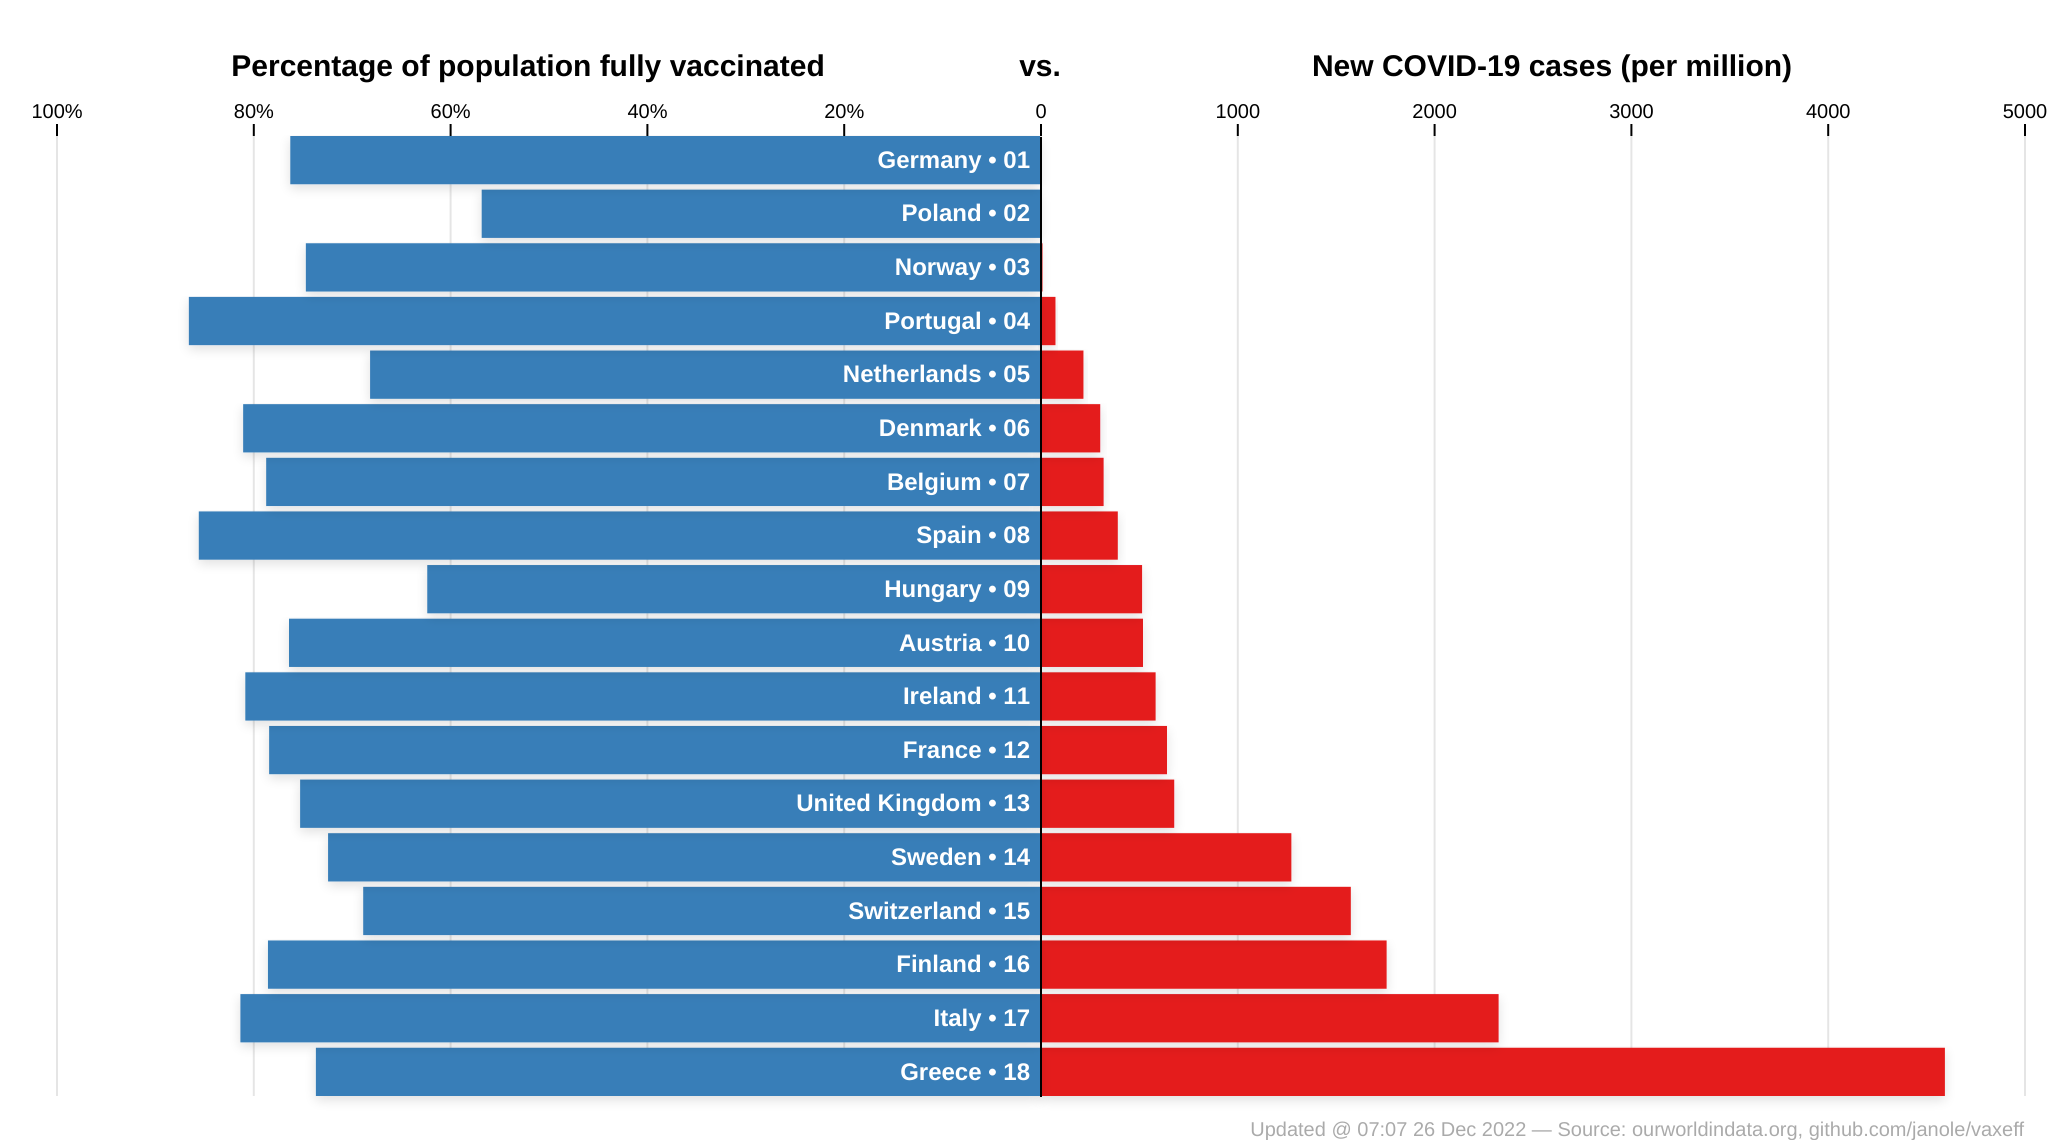 Percentage of population fully vaccinated vs. New COVID-19 cases (per million)
100% 80% 60% 40% 20% 0 1000 2000 3000 4000 5000
Germany • 01
Poland • 02
Norway • 03
Portugal • 04
Netherlands • 05
Denmark • 06
Belgium • 07
Spain • 08
Hungary • 09
Austria • 10
Ireland • 11
France • 12
United Kingdom • 13
Sweden • 14
Switzerland • 15
Finland • 16
Italy • 17
Greece • 18
Updated @ 07:07 26 Dec 2022 — Source: ourworldindata.org, github.com/janole/vaxeff